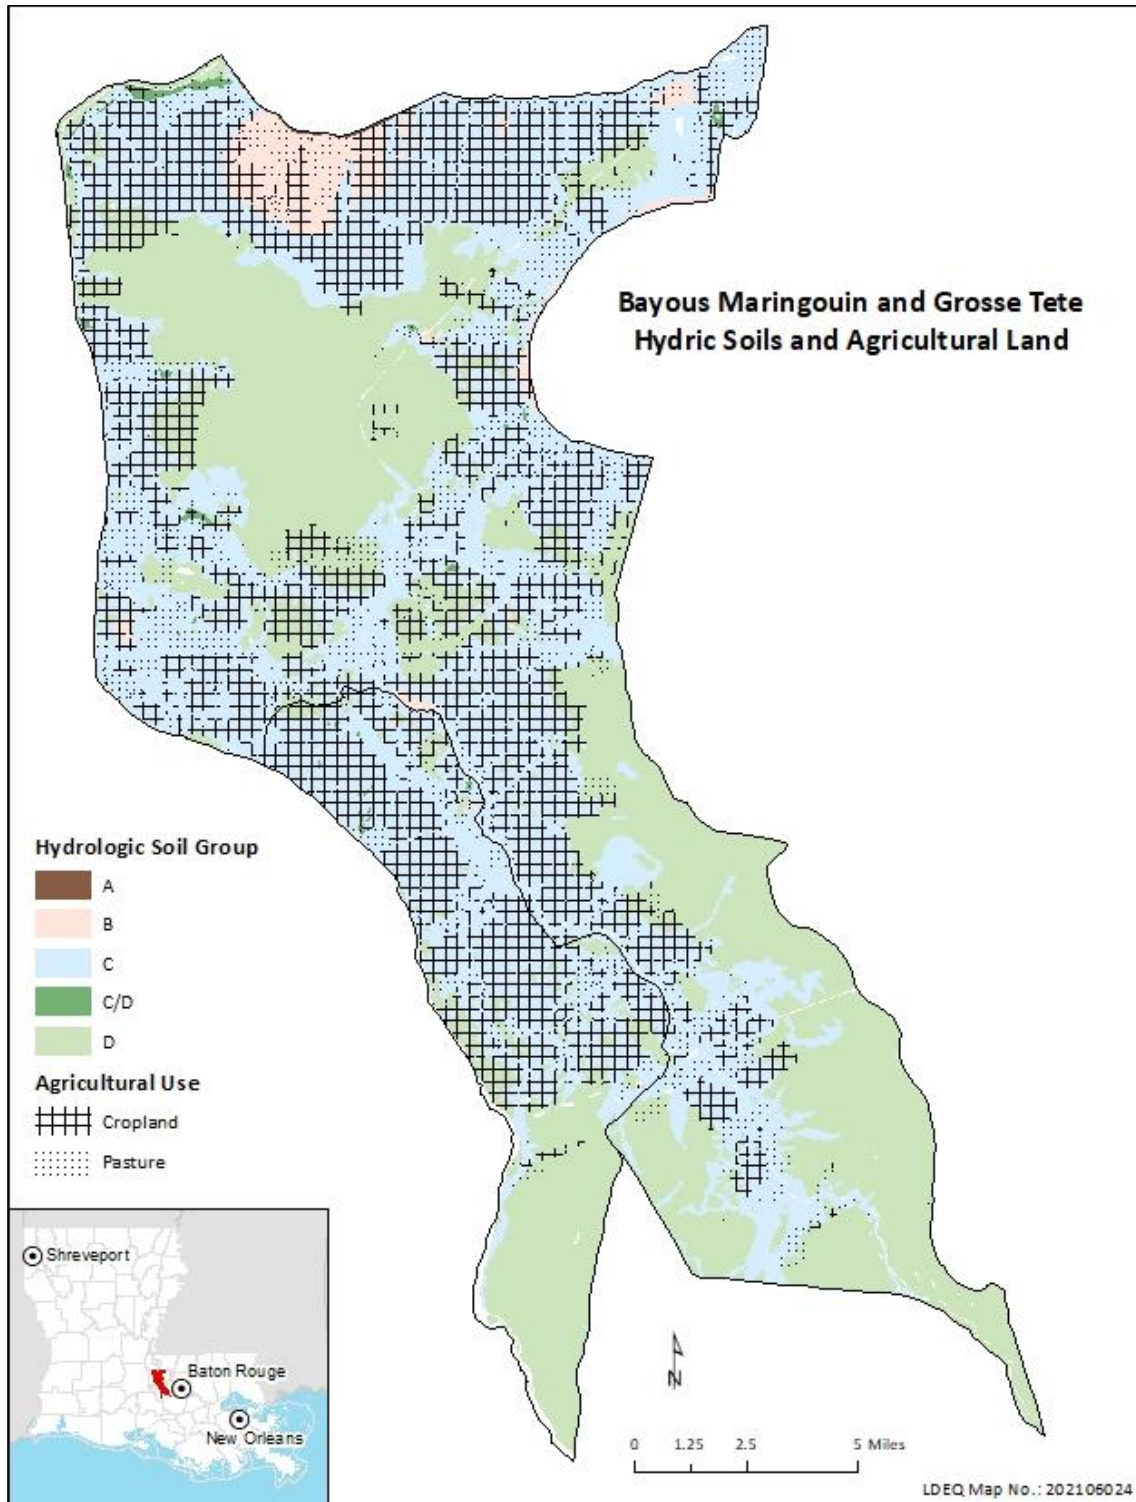 Bayous Maringouin and Grosse Tete
Hydric Soils and Agricultural Land
Hydrologic Soil Group
A
B
C
C/D
D
Agricultural Use
Cropland
Pasture
Shreveport
Baton Rouge
New Orleans
N
0 1.25 2.5 5 Miles
LDEQ Map No.: 202106024